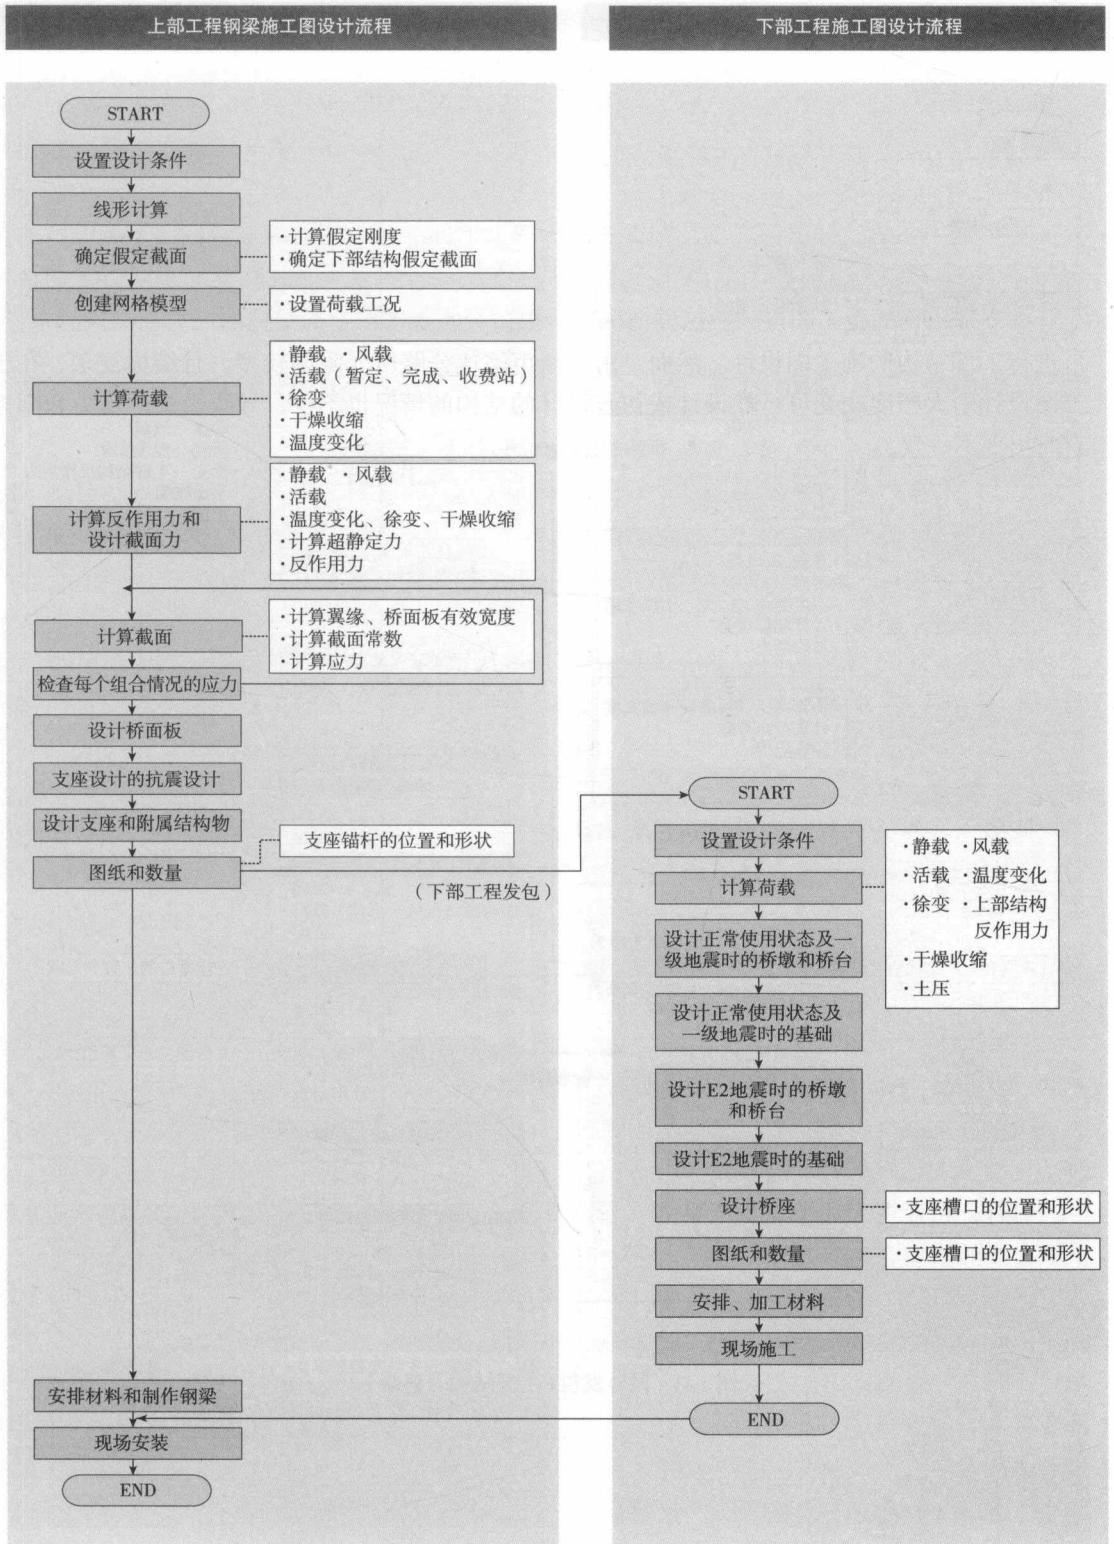 上部工程钢梁施工图设计流程
START
设置设计条件
线形计算
确定假定截面
·计算假定刚度
·确定下部结构假定截面
创建网格模型
·设置荷载工况
计算荷载
·静载 ·风载
·活载（暂定、完成、收费站）
·徐变
·干燥收缩
·温度变化
计算反作用力和
设计截面力
·静载 ·风载
·活载
·温度变化、徐变、干燥收缩
·计算超静定力
·反作用力
计算截面
·计算翼缘、桥面板有效宽度
·计算截面常数
·计算应力
检查每个组合情况的应力
设计桥面板
支座设计的抗震设计
设计支座和附属结构物
支座锚杆的位置和形状
图纸和数量
（下部工程发包）
安排材料和制作钢梁
现场安装
END
下部工程施工图设计流程
START
设置设计条件
计算荷载
·静载 ·风载
·活载 ·温度变化
·徐变 ·上部结构
反作用力
·干燥收缩
·土压
设计正常使用状态及一
级地震时的桥墩和桥台
设计正常使用状态及
一级地震时的基础
设计E2地震时的桥墩
和桥台
设计E2地震时的基础
设计桥座
·支座槽口的位置和形状
图纸和数量
·支座槽口的位置和形状
安排、加工材料
现场施工
END